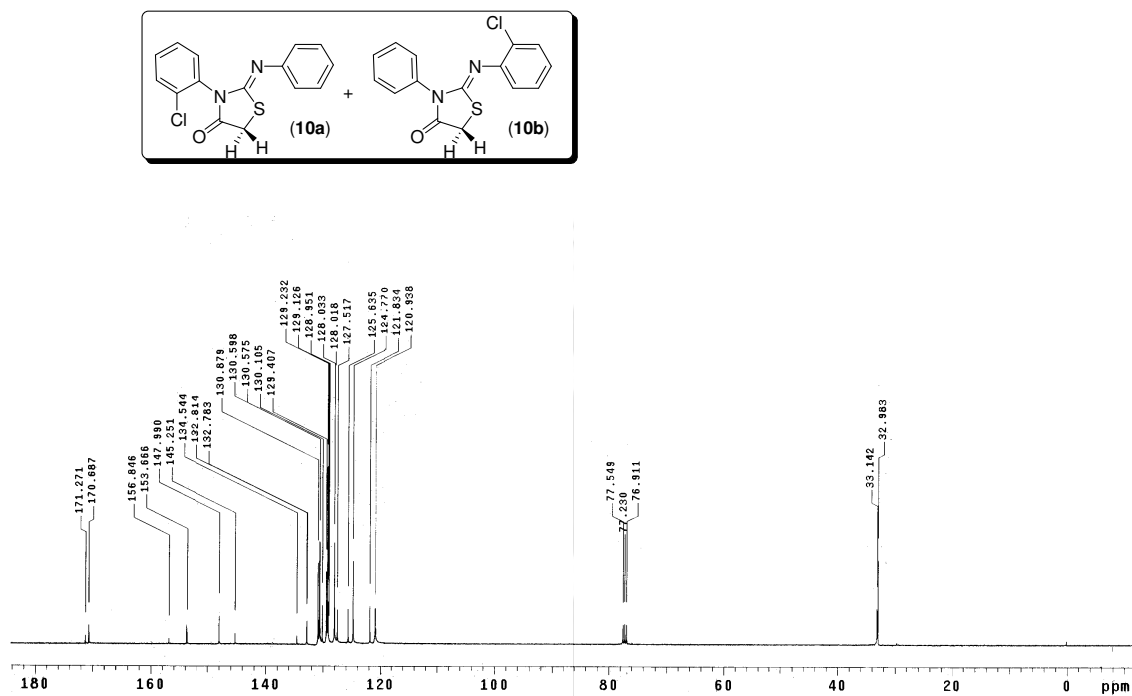 Cl
N
N
N
N
+
S
S
Cl
(10a)
(10b)
O
O
H H
H H
129.232
129.126
128.951
128.033
128.018
127.517
125.635
124.770
121.834
120.938
130.879
130.598
130.575
130.105
129.407
134.544
132.814
132.783
147.990
145.251
156.846
153.666
171.271
170.687
77.549
77.230
76.911
33.142
32.983
180 160 140 120 100 80 60 40 20 0 ppm